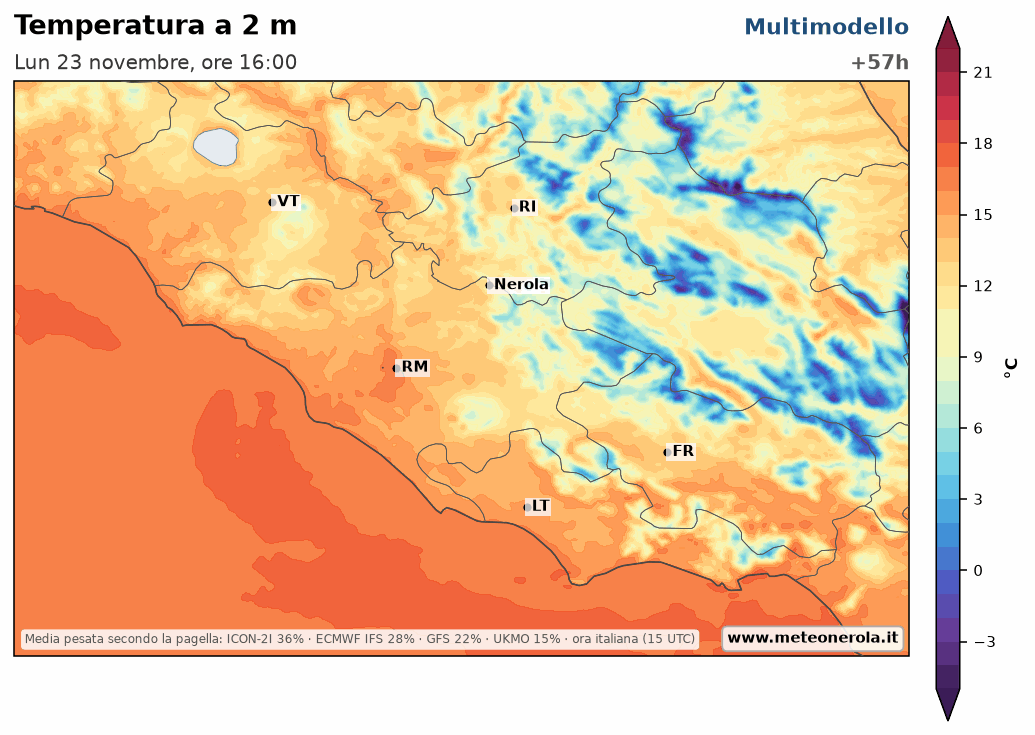 Temperatura a 2 m
Multimodello
Lun 23 novembre, ore 16:00
+57h
VT
RI
Nerola
RM
FR
LT
21
18
15
12
9
6
3
0
−3
°C
Media pesata secondo la pagella: ICON-2I 36% · ECMWF IFS 28% · GFS 22% · UKMO 15% · ora italiana (15 UTC)
www.meteonerola.it